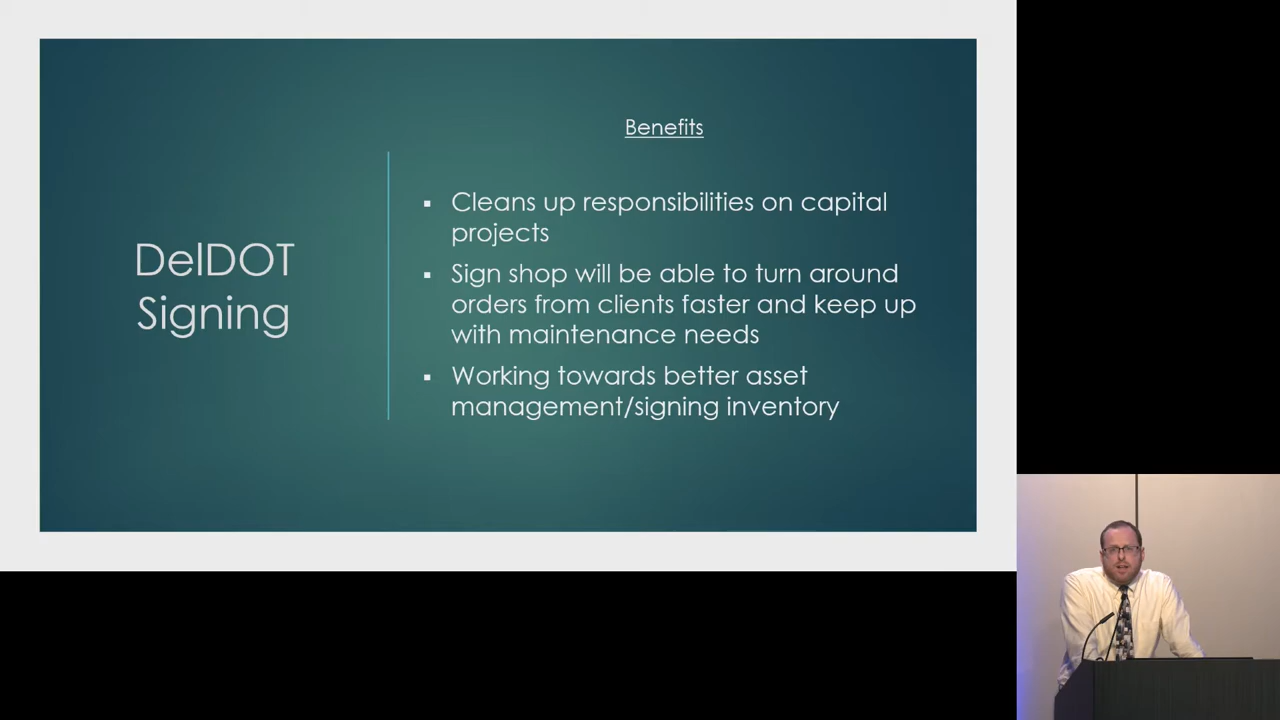 Benefits
DelDOT
Signing
▪ Cleans up responsibilities on capital
projects
▪ Sign shop will be able to turn around
orders from clients faster and keep up
with maintenance needs
▪ Working towards better asset
management/signing inventory